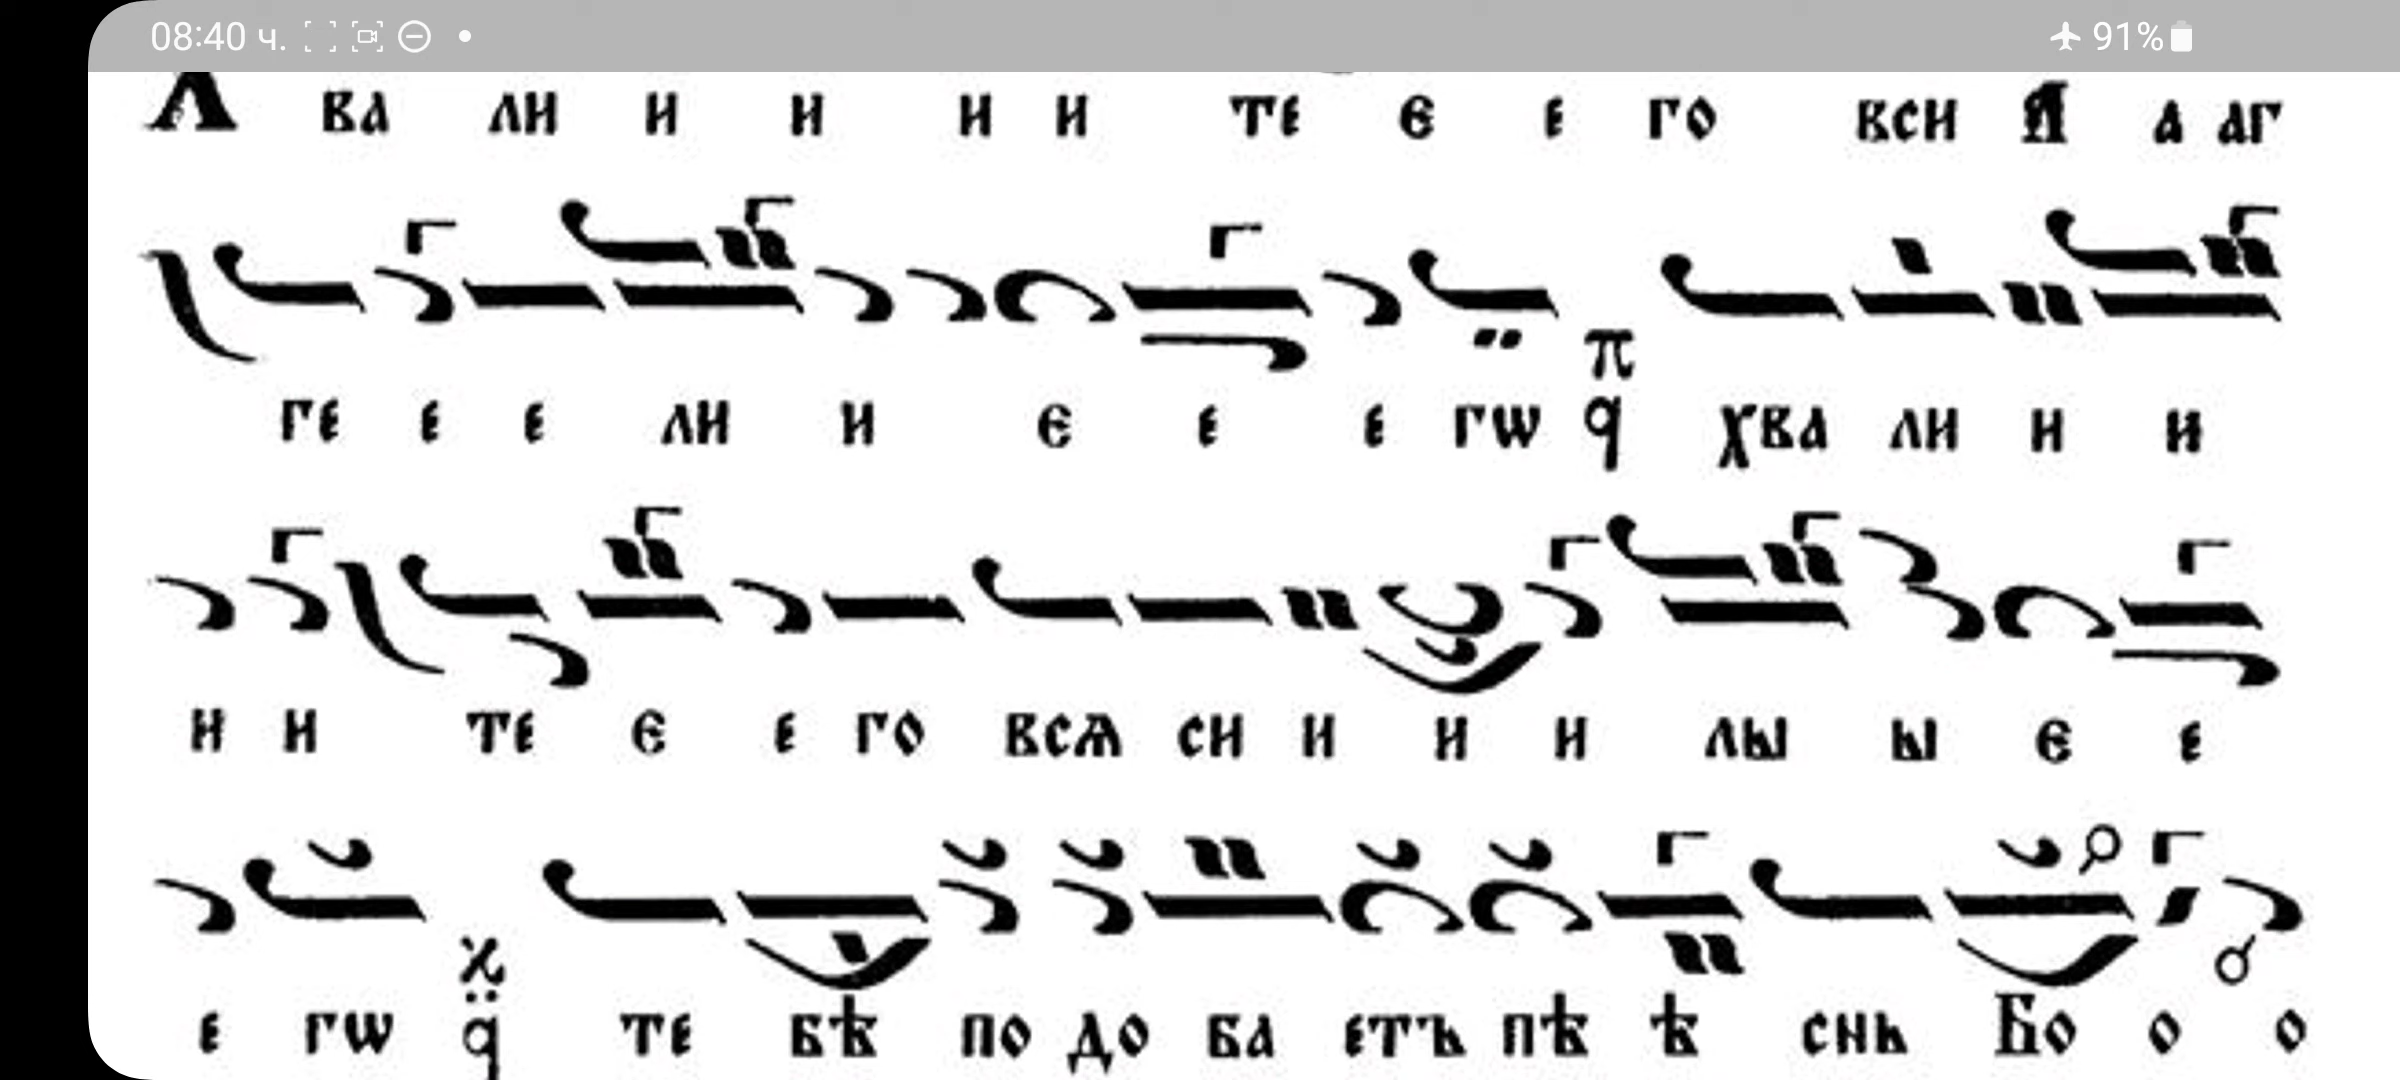 08:40 ч. 91%
ВА ЛИ И И И И ТЕ Є Е ГО ВСИ А АГ
π
ГЕ Е Е ЛИ И Є Е Е ГѠ q ХВА ЛИ И И
И И ТЕ Є Е ГО ВСѦ СИ И И И ЛЫ Ы Є Е
Е ГѠ q ТЕ БѢ ПО ДО БА ЕТЪ ПѢ Ѣ СНЬ БО О О